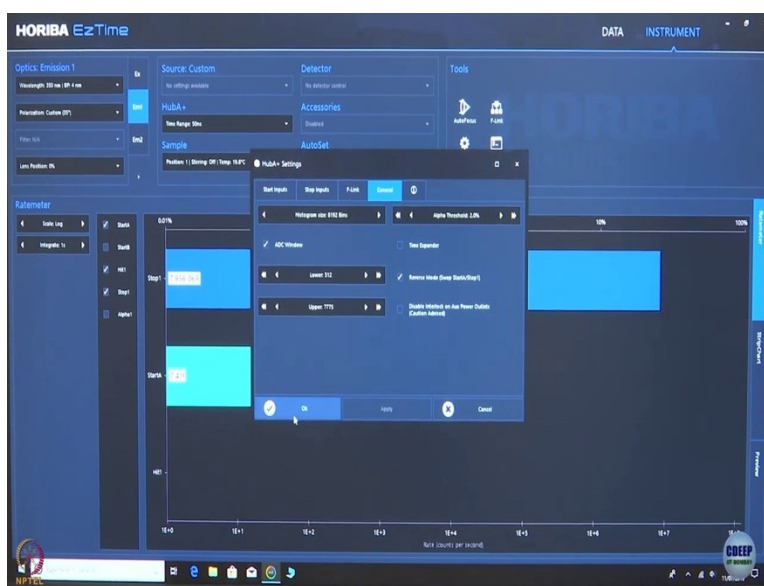 HORIBA EzTime
DATA
INSTRUMENT
Optics: Emission 1
Wavelength: 350 nm | BP: 4 nm
Polarization: Custom (55°)
Filter: N/A
Lens Position: 0%
Ex
Em1
Em2
Source: Custom
No settings available
HubA+
Time Range: 50ns
Sample
Position: 1 | Stirring: Off | Temp: 19.8°C
Detector
No detector control
Accessories
Disabled
AutoSet
Tools
AutoFocus
F-Link
HubA+ Settings
Start Inputs
Stop Inputs
F-Link
General
Histogram size: 8192 Bins
Alpha Threshold: 2.0%
ADC Window
Time Expander
Lower: 512
Reverse Mode (Swap StartA/Stop1)
Upper: 7775
Disable Interlock on Aux Power Outlets
(Caution Advised)
Ok
Apply
Cancel
Ratemeter
Scale: Log
Integrate: 1s
StartA
StartB
Hit1
Stop1
Alpha1
0.01%
10%
100%
Stop1
StartA
Hit1
1E+0
1E+1
1E+2
1E+3
1E+4
1E+5
1E+6
1E+7
Rate (counts per second)
Ratemeter
StripChart
Preview
NPTEL
CDEEP
IIT BOMBAY